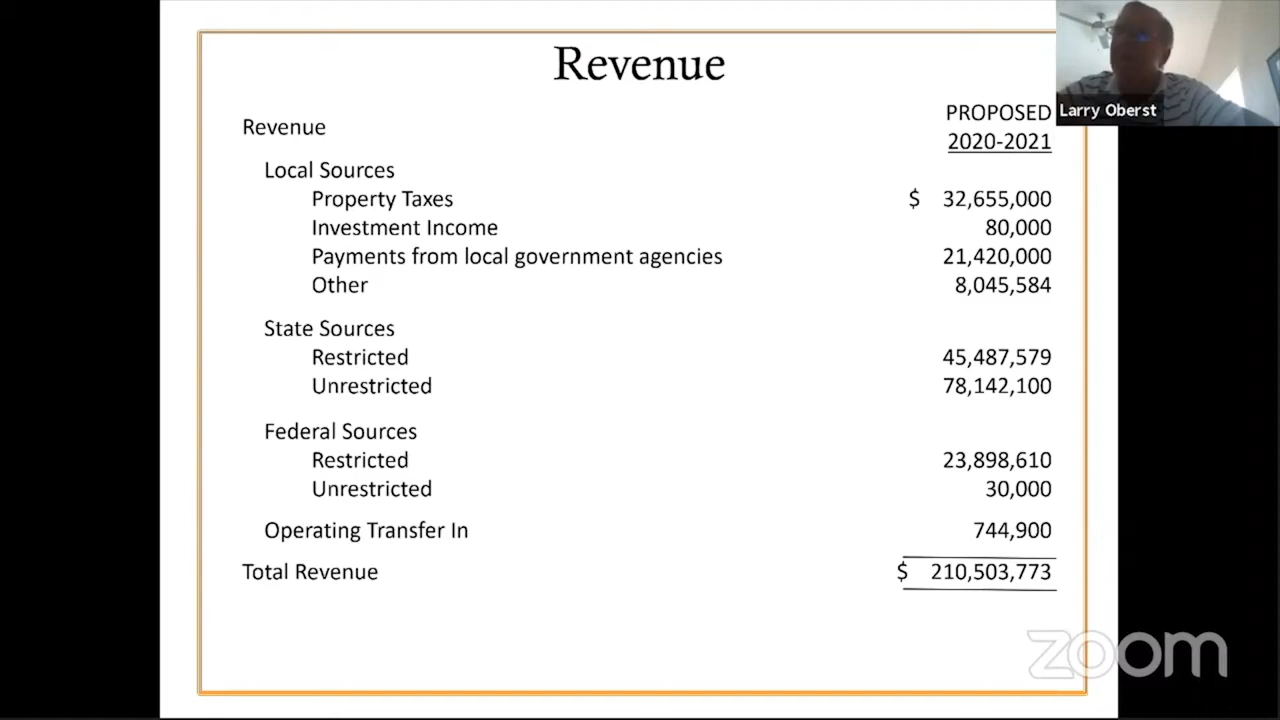 Revenue
Revenue
PROPOSED
2020-2021
Local Sources
Property Taxes $ 32,655,000
Investment Income 80,000
Payments from local government agencies 21,420,000
Other 8,045,584
State Sources
Restricted 45,487,579
Unrestricted 78,142,100
Federal Sources
Restricted 23,898,610
Unrestricted 30,000
Operating Transfer In 744,900
Total Revenue $ 210,503,773
Larry Oberst
zoom